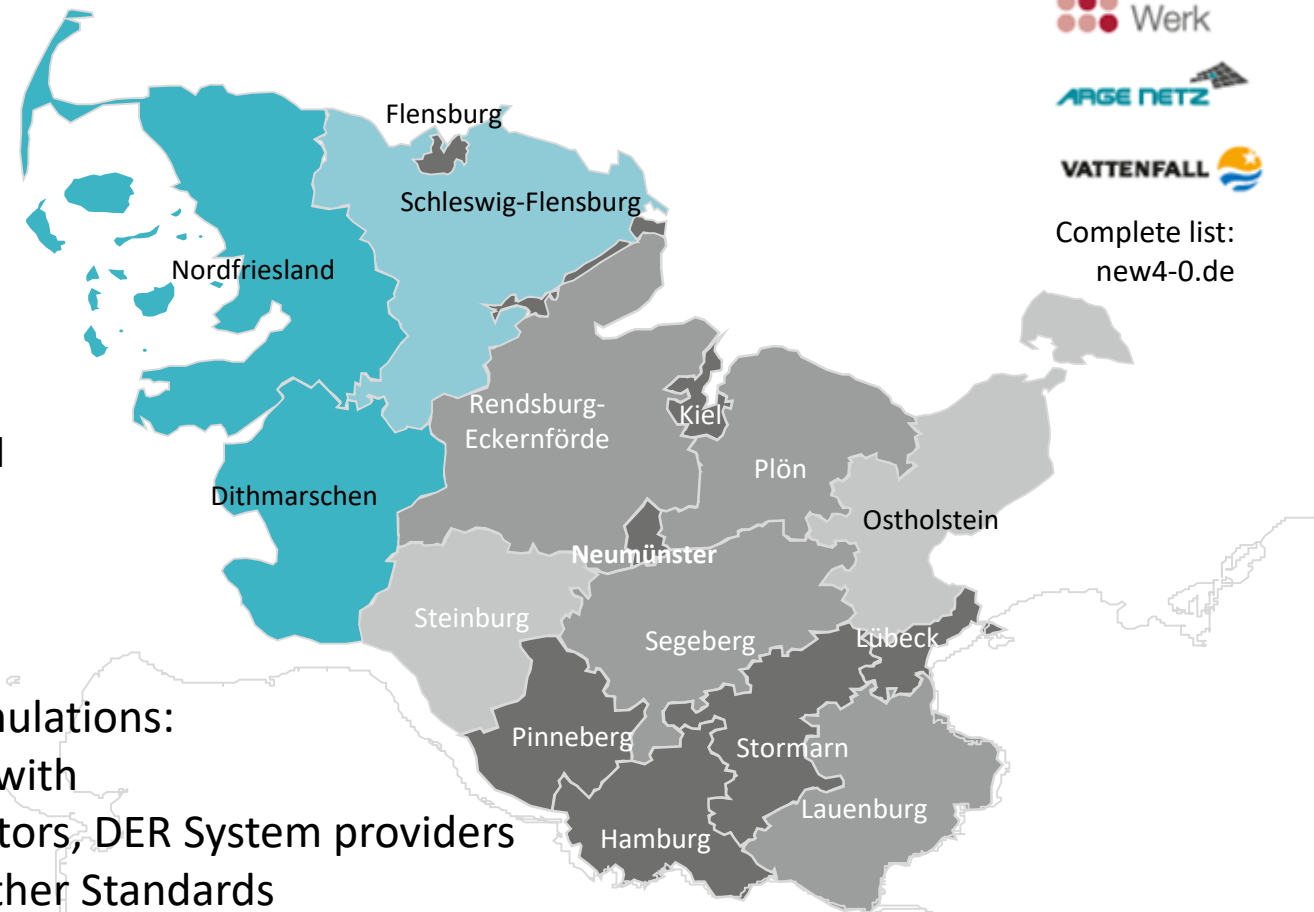 Werk
ARGE NETZ
VATTENFALL
Complete list:
new4-0.de
Flensburg
Schleswig-Flensburg
Nordfriesland
Rendsburg-
Eckernförde
Kiel
Plön
Dithmarschen
Ostholstein
Neumünster
Steinburg
Segeberg
Lübeck
Pinneberg
Stormarn
Lauenburg
Hamburg
ulations:
with
tors, DER System providers
ther Standards